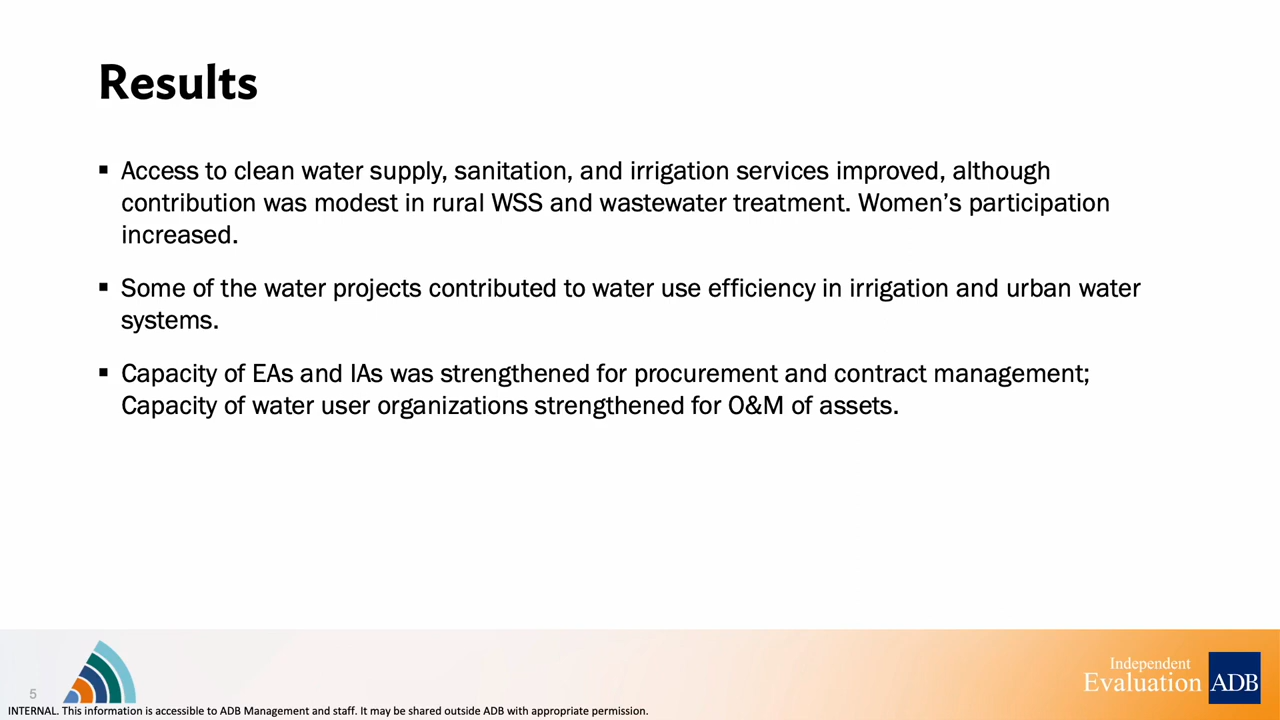 Results
▪ Access to clean water supply, sanitation, and irrigation services improved, although
contribution was modest in rural WSS and wastewater treatment. Women’s participation
increased.
▪ Some of the water projects contributed to water use efficiency in irrigation and urban water
systems.
▪ Capacity of EAs and IAs was strengthened for procurement and contract management;
Capacity of water user organizations strengthened for O&M of assets.
Independent
Evaluation ADB
5
INTERNAL. This information is accessible to ADB Management and staff. It may be shared outside ADB with appropriate permission.